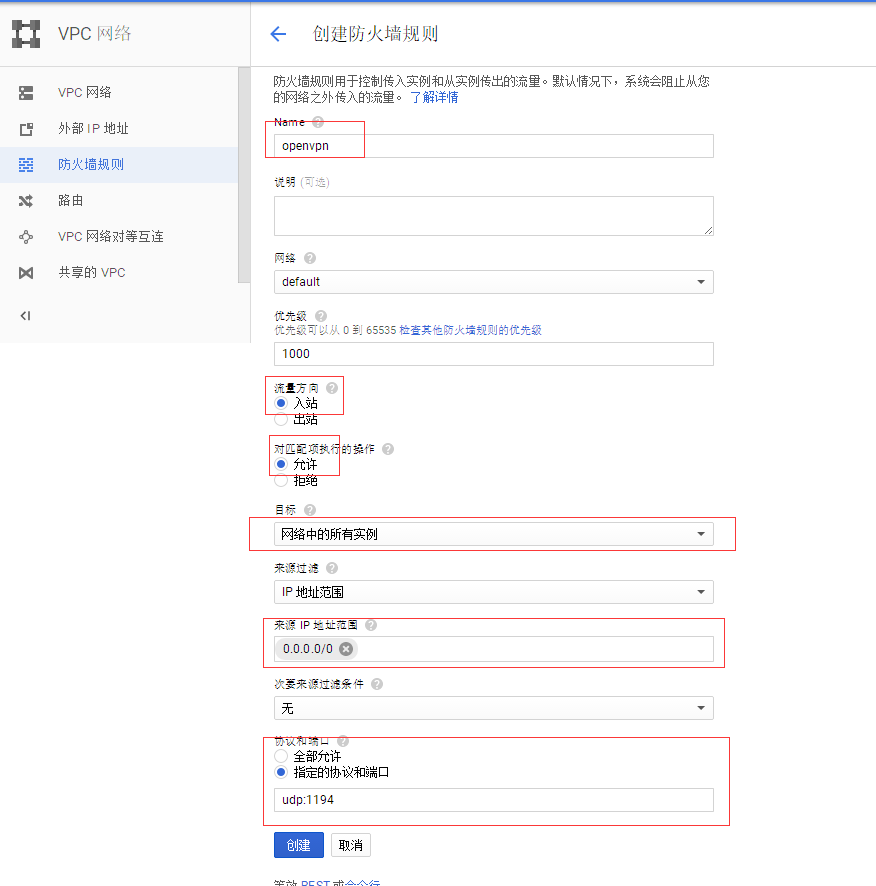 VPC 网络
创建防火墙规则
VPC 网络
外部 IP 地址
防火墙规则
路由
VPC 网络对等互连
共享的 VPC
防火墙规则用于控制传入实例和从实例传出的流量。默认情况下，系统会阻止从您
的网络之外传入的流量。 了解详情
Name
openvpn
说明 (可选)
网络
default
优先级
优先级可以从 0 到 65535 检查其他防火墙规则的优先级
1000
流量方向
入站
出站
对匹配项执行的操作
允许
拒绝
目标
网络中的所有实例
来源过滤
IP 地址范围
来源 IP 地址范围
0.0.0.0/0
次要来源过滤条件
无
协议和端口
全部允许
指定的协议和端口
udp:1194
创建 取消
等效 REST 或命令行